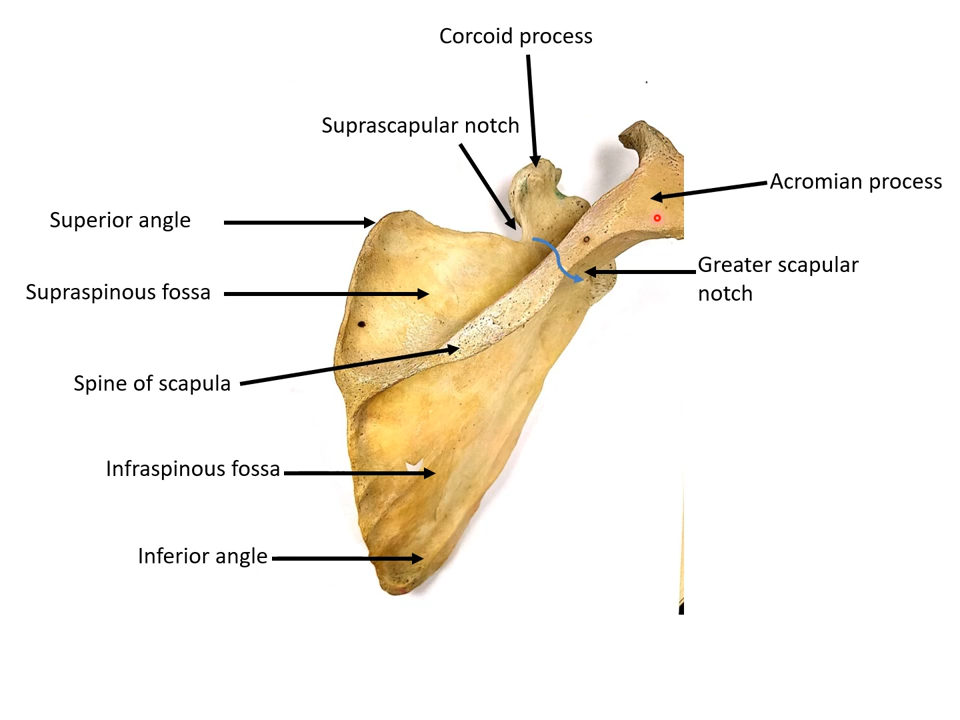 Corcoid process
Suprascapular notch
Acromian process
Superior angle
Greater scapular
notch
Supraspinous fossa
Spine of scapula
Infraspinous fossa
Inferior angle